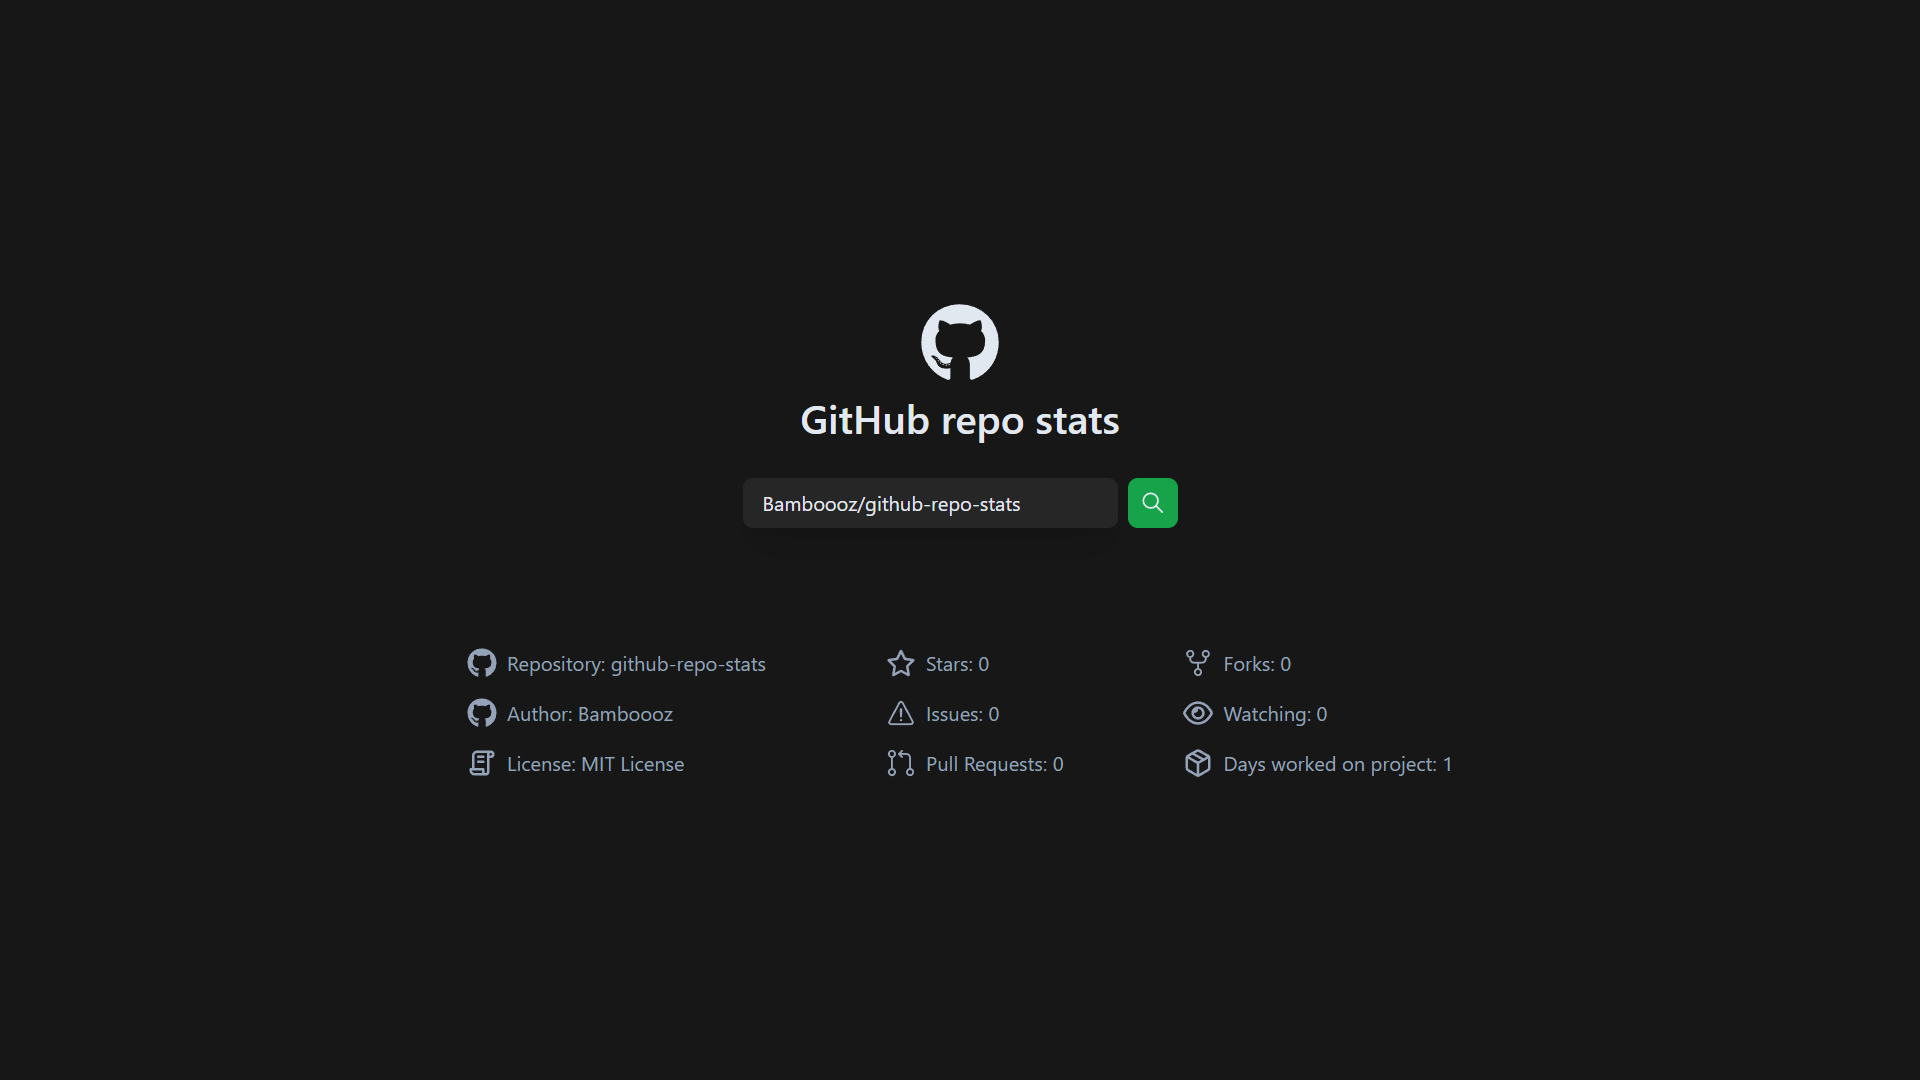 GitHub repo stats
Bamboooz/github-repo-stats
Repository: github-repo-stats
Stars: 0
Forks: 0
Author: Bamboooz
Issues: 0
Watching: 0
License: MIT License
Pull Requests: 0
Days worked on project: 1